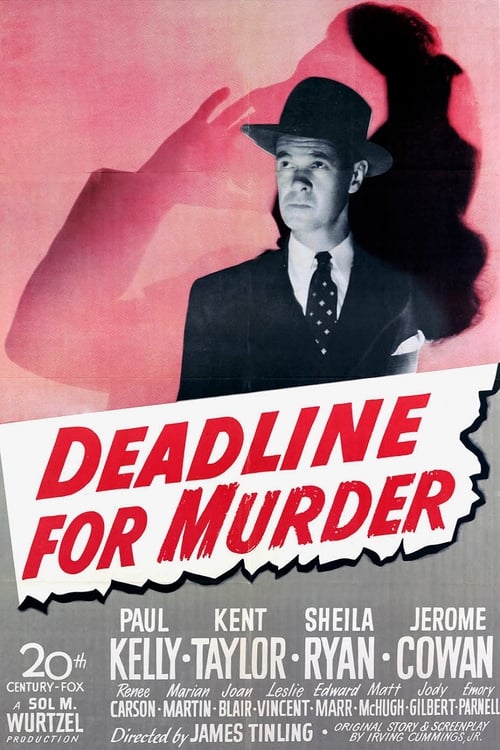 DEADLINE
FOR MURDER
PAUL KELLY • KENT TAYLOR • SHEILA RYAN • JEROME COWAN
Renee CARSON • Marian MARTIN • Joan BLAIR • Leslie VINCENT • Edward MARR • Matt McHUGH • Jody GILBERT • Emory PARNELL
Directed by JAMES TINLING • ORIGINAL STORY & SCREENPLAY
BY IRVING CUMMINGS, JR.
20th
CENTURY-FOX
A SOL M.
WURTZEL
PRODUCTION